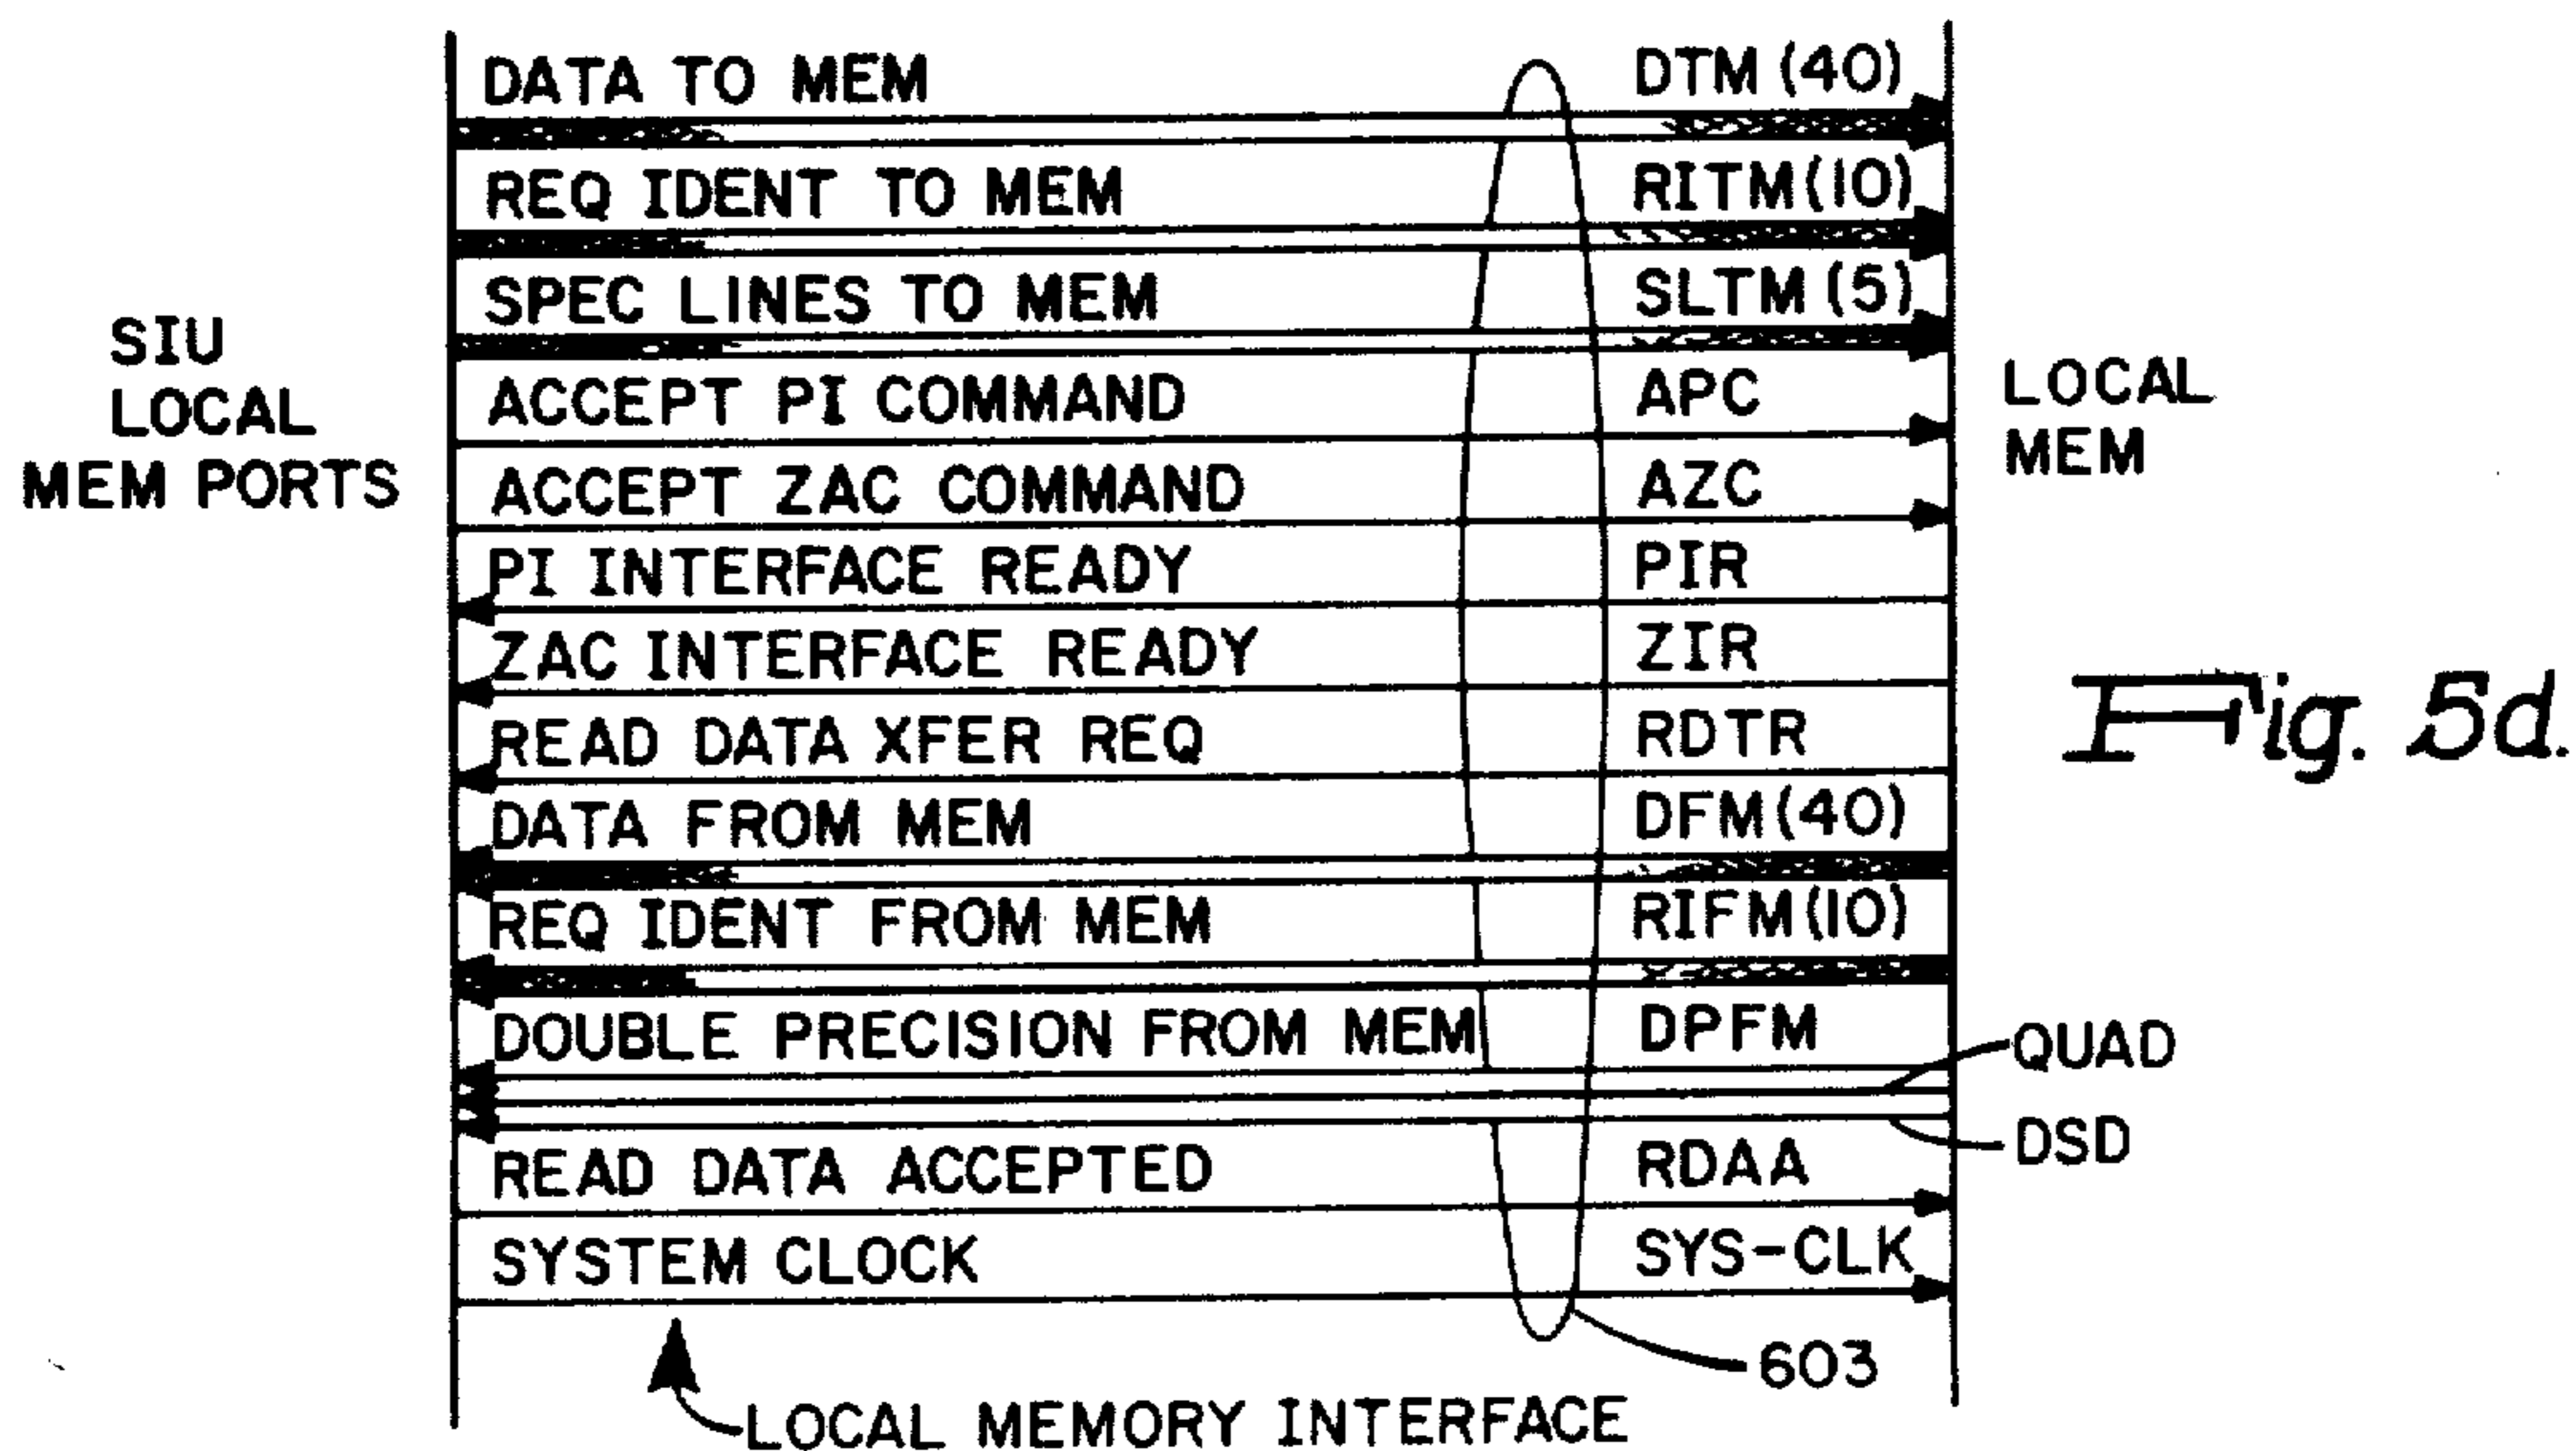 DATA TO MEM DTM (40)
REQ IDENT TO MEM RITM (10)
SPEC LINES TO MEM SLTM (5)
SIU
LOCAL
MEM PORTS
ACCEPT PI COMMAND APC
LOCAL
MEM
ACCEPT ZAC COMMAND AZC
PI INTERFACE READY PIR
ZAC INTERFACE READY ZIR
READ DATA XFER REQ RDTR
Fig. 5d.
DATA FROM MEM DFM (40)
REQ IDENT FROM MEM RIFM (10)
DOUBLE PRECISION FROM MEM DPFM
QUAD
DSD
READ DATA ACCEPTED RDAA
SYSTEM CLOCK SYS-CLK
603
LOCAL MEMORY INTERFACE